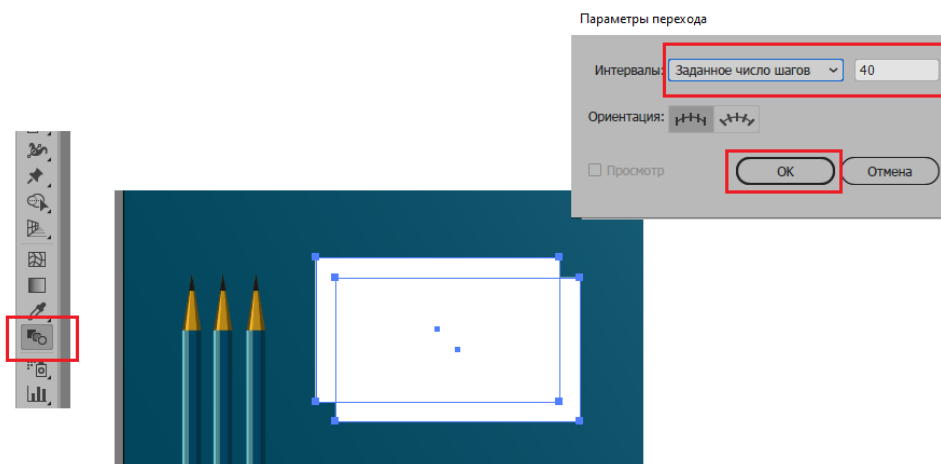 Параметры перехода
Интервалы: Заданное число шагов 40
Ориентация:
Просмотр OK Отмена